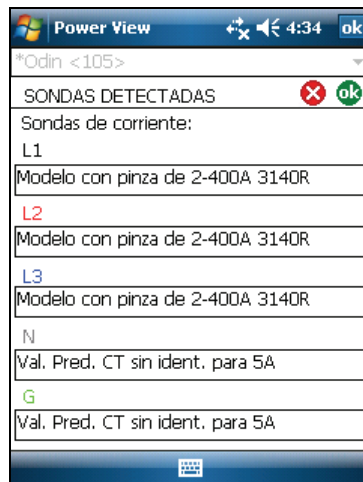 Power View 4:34 ok
*Odin <105>
SONDAS DETECTADAS ok
Sondas de corriente:
L1
Modelo con pinza de 2-400A 3140R
L2
Modelo con pinza de 2-400A 3140R
L3
Modelo con pinza de 2-400A 3140R
N
Val. Pred. CT sin ident. para 5A
G
Val. Pred. CT sin ident. para 5A